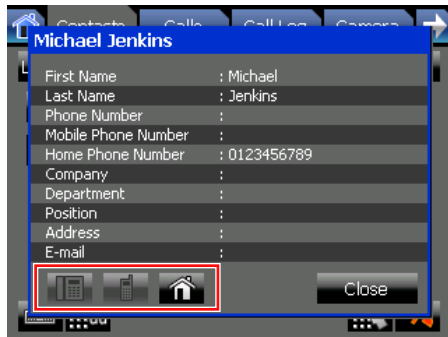 Contacts Calls Call Log Camera
Michael Jenkins
First Name : Michael
Last Name : Jenkins
Phone Number :
Mobile Phone Number :
Home Phone Number : 0123456789
Company :
Department :
Position :
Address :
E-mail :
Close